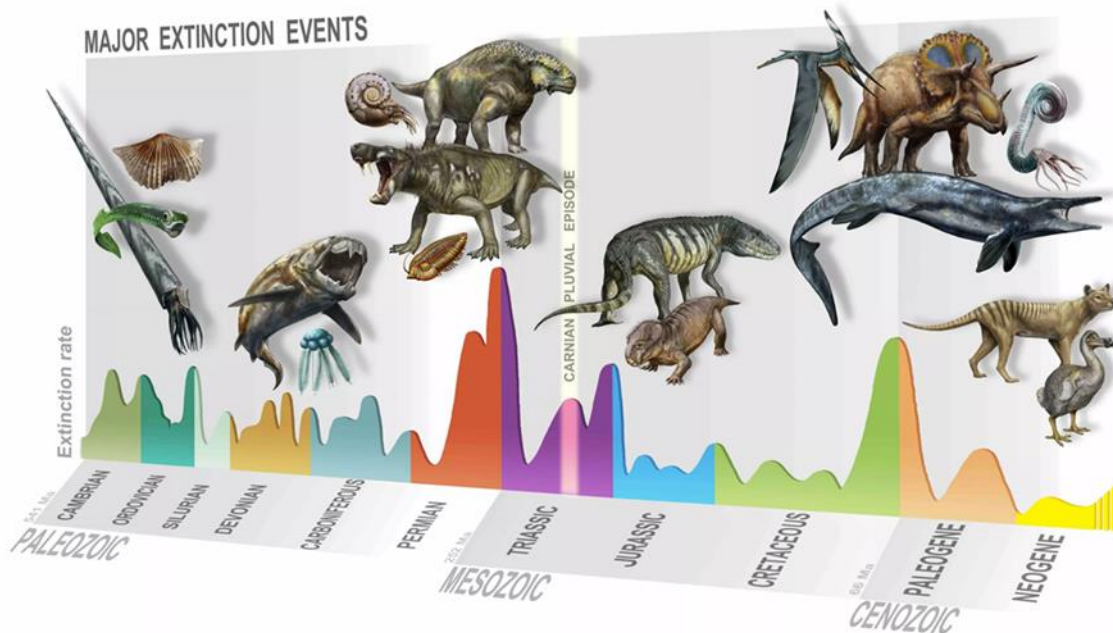 MAJOR EXTINCTION EVENTS
CARNIAN PLUVIAL EPISODE
Extinction rate
541 Ma
CAMBRIAN
ORDOVICIAN
SILURIAN
DEVONIAN
CARBONIFEROUS
PERMIAN
252 Ma
TRIASSIC
JURASSIC
CRETACEOUS
66 Ma
PALEOGENE
NEOGENE
PALEOZOIC
MESOZOIC
CENOZOIC